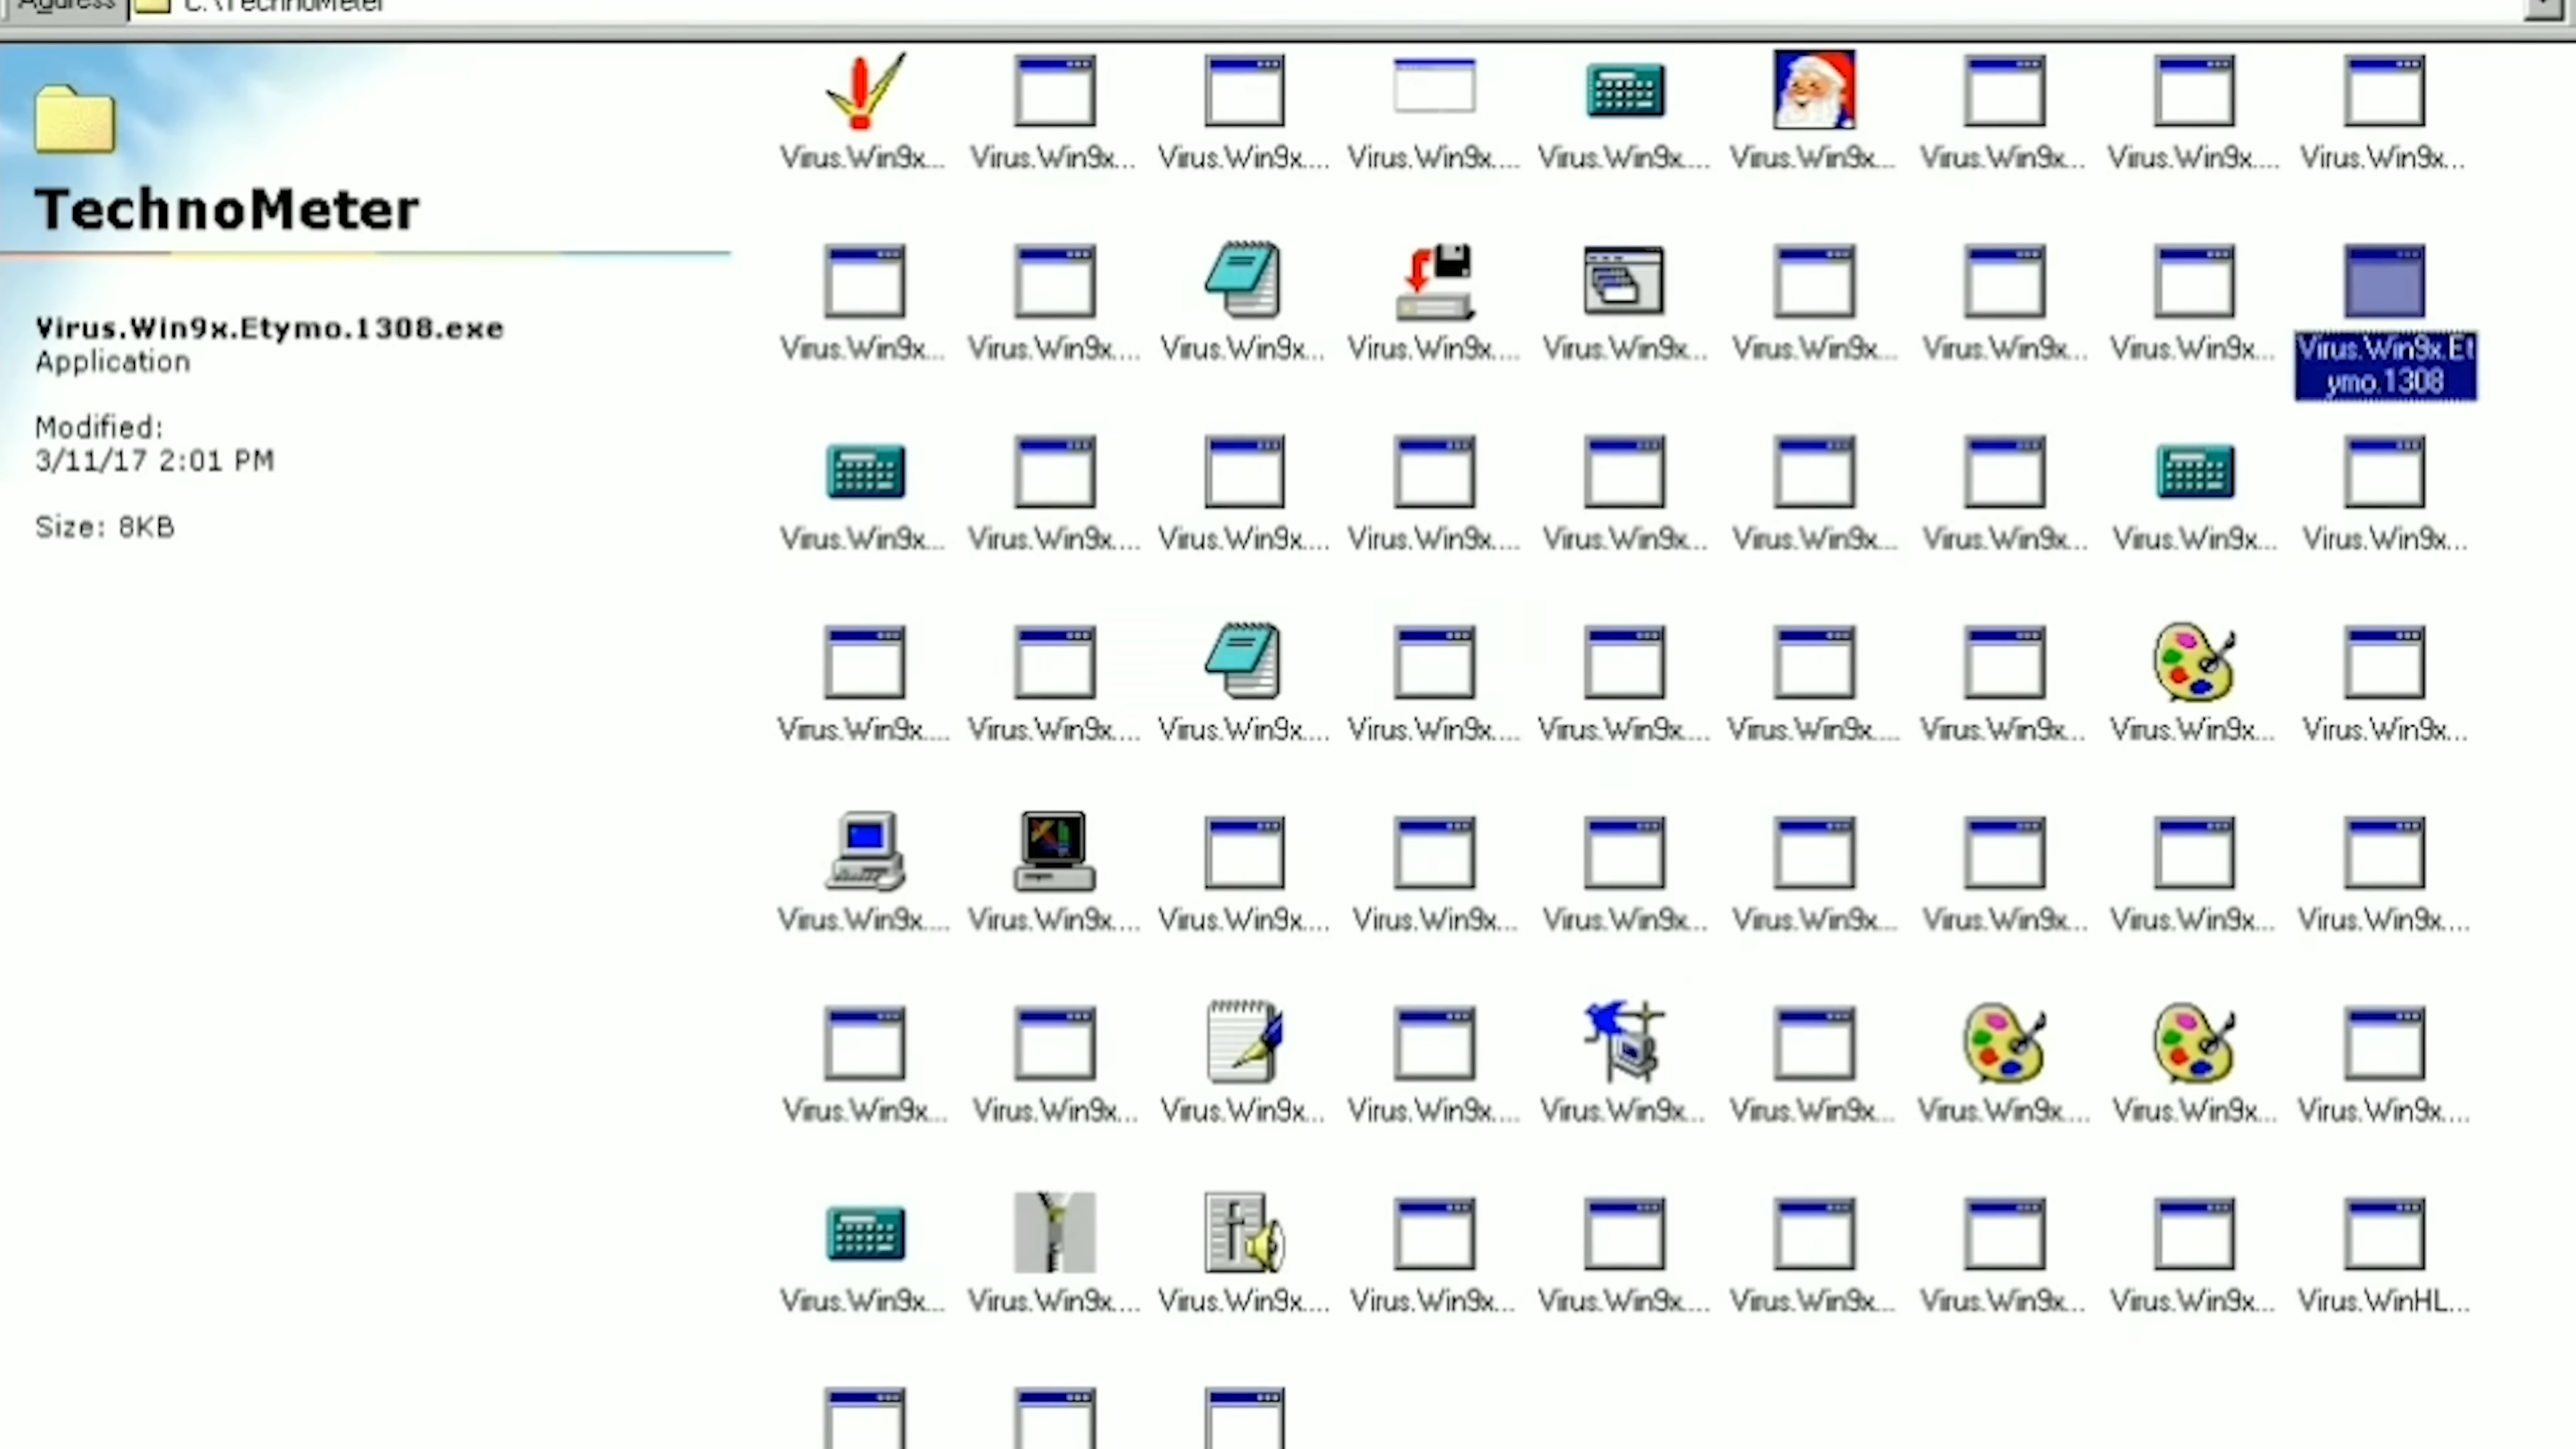 Address C:\TechnoMeter
TechnoMeter
Virus.Win9x.Etymo.1308.exe
Application
Modified:
3/11/17 2:01 PM
Size: 8KB
Virus.Win9x... Virus.Win9x... Virus.Win9x.... Virus.Win9x.... Virus.Win9x.... Virus.Win9x... Virus.Win9x... Virus.Win9x.... Virus.Win9x...
Virus.Win9x... Virus.Win9x.... Virus.Win9x... Virus.Win9x.... Virus.Win9x... Virus.Win9x... Virus.Win9x... Virus.Win9x... Virus.Win9x.Et
ymo.1308
Virus.Win9x... Virus.Win9x.... Virus.Win9x.... Virus.Win9x.... Virus.Win9x... Virus.Win9x... Virus.Win9x... Virus.Win9x... Virus.Win9x...
Virus.Win9x.... Virus.Win9x.... Virus.Win9x.... Virus.Win9x.... Virus.Win9x.... Virus.Win9x.... Virus.Win9x... Virus.Win9x... Virus.Win9x...
Virus.Win9x.... Virus.Win9x.... Virus.Win9x.... Virus.Win9x... Virus.Win9x... Virus.Win9x... Virus.Win9x... Virus.Win9x... Virus.Win9x....
Virus.Win9x... Virus.Win9x... Virus.Win9x... Virus.Win9x.... Virus.Win9x... Virus.Win9x... Virus.Win9x.... Virus.Win9x... Virus.Win9x....
Virus.Win9x... Virus.Win9x.... Virus.Win9x.... Virus.Win9x... Virus.Win9x.... Virus.Win9x... Virus.Win9x... Virus.Win9x... Virus.WinHL...